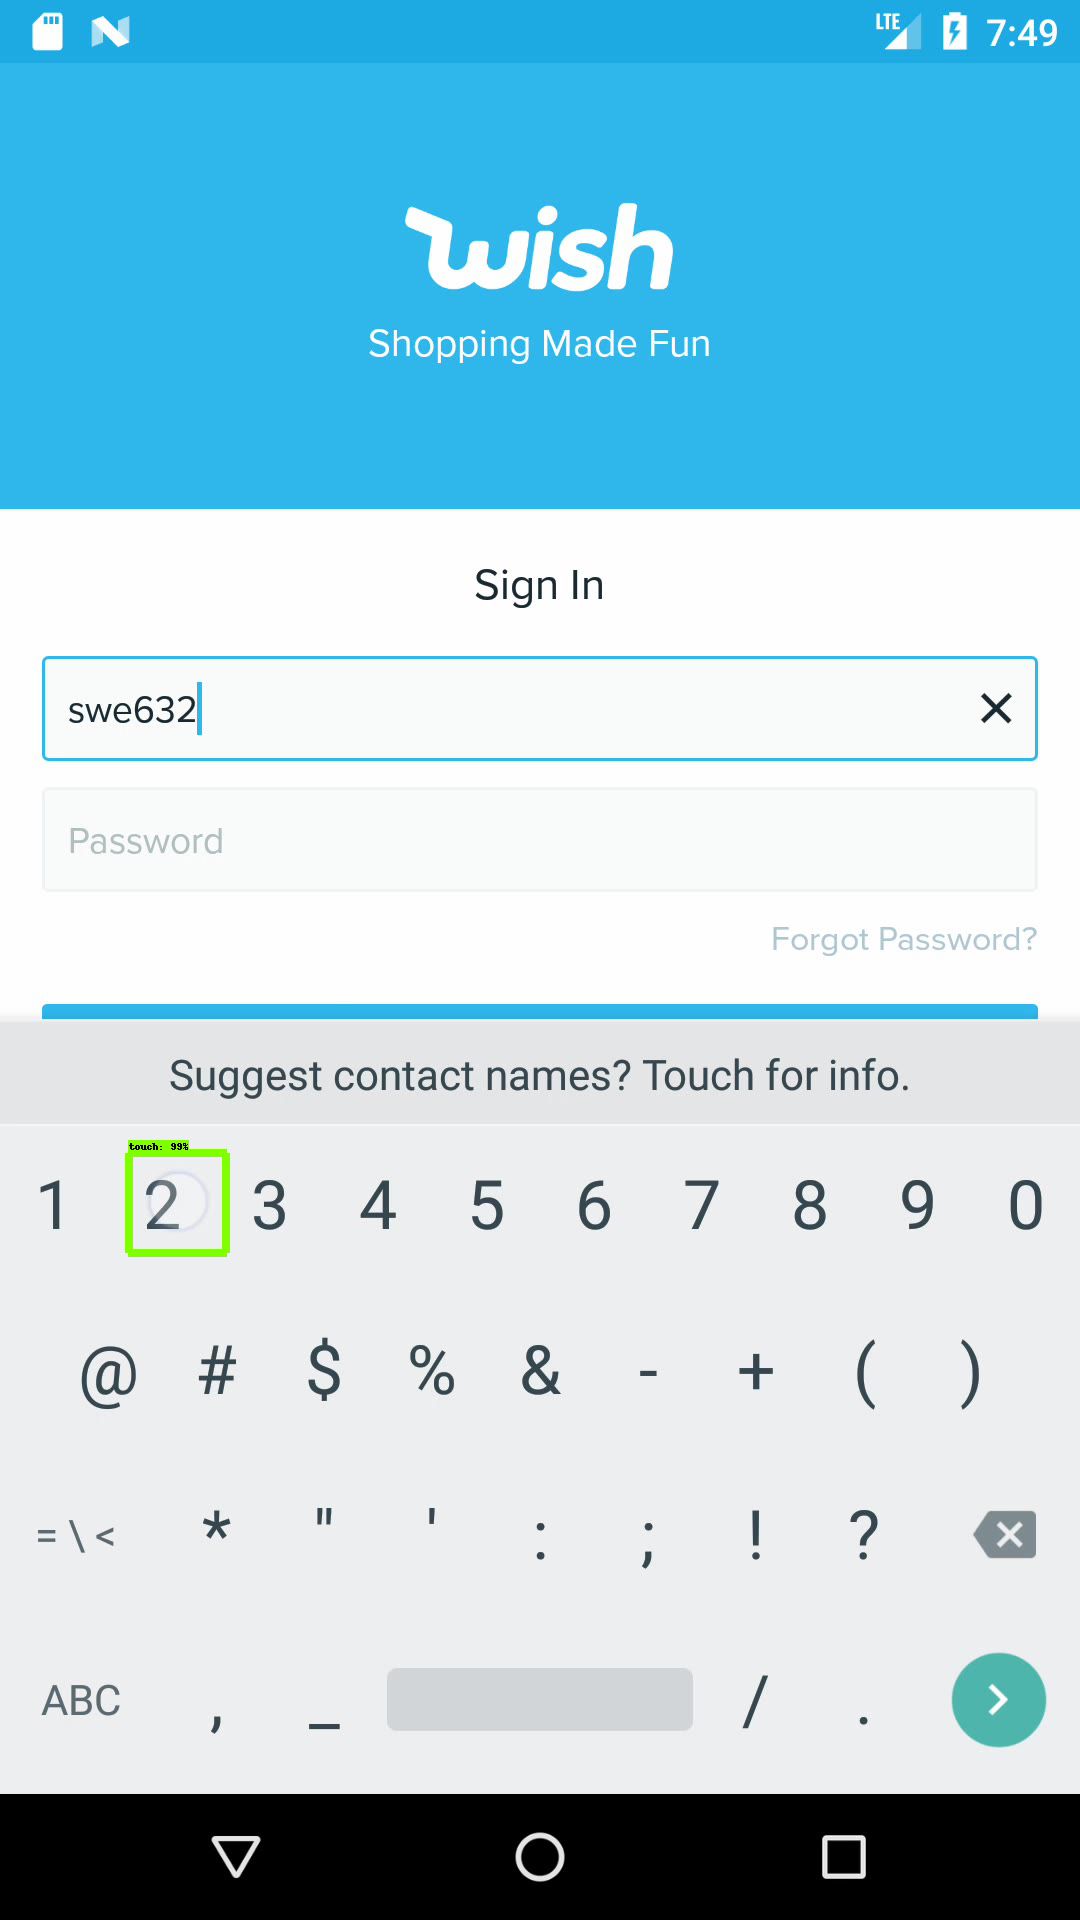 LTE 7:49
wish
Shopping Made Fun
Sign In
swe632
Password
Forgot Password?
Suggest contact names? Touch for info.
touch: 99%
1 2 3 4 5 6 7 8 9 0
@ # $ % & - + ( )
= \ < * " ' : ; ! ?
ABC , _ / .